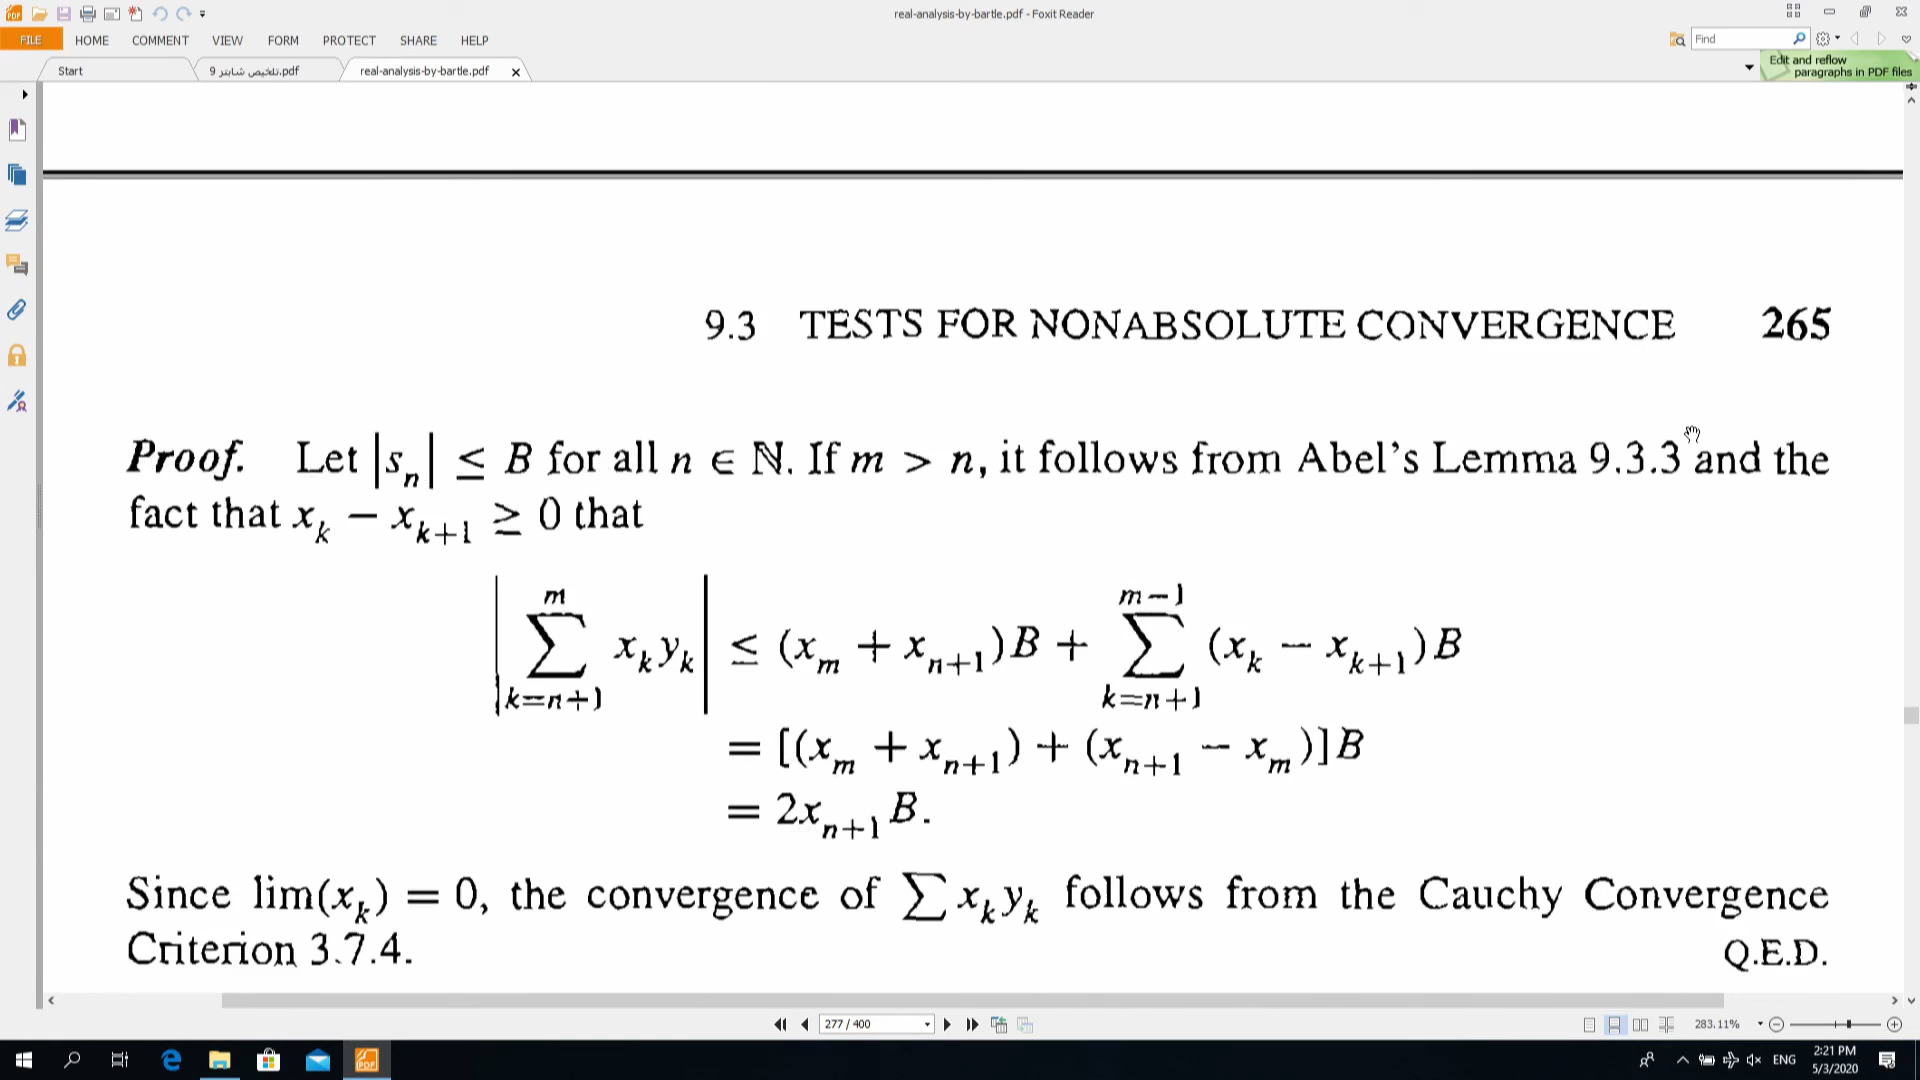 real-analysis-by-bartle.pdf - Foxit Reader
FILE HOME COMMENT VIEW FORM PROTECT SHARE HELP
Find
Start
تلخيص شابتر 9.pdf
real-analysis-by-bartle.pdf
Edit and reflow
paragraphs in PDF files
9.3 TESTS FOR NONABSOLUTE CONVERGENCE 265
Proof. Let |s_n| ≤ B for all n ∈ ℕ. If m > n, it follows from Abel's Lemma 9.3.3 and the
fact that x_k − x_{k+1} ≥ 0 that
|∑_{k=n+1}^{m} x_k y_k| ≤ (x_m + x_{n+1})B + ∑_{k=n+1}^{m−1} (x_k − x_{k+1})B
= [(x_m + x_{n+1}) + (x_{n+1} − x_m)]B
= 2x_{n+1}B.
Since lim(x_k) = 0, the convergence of ∑ x_k y_k follows from the Cauchy Convergence
Criterion 3.7.4.
Q.E.D.
277 / 400
283.11%
ENG
2:21 PM
5/3/2020